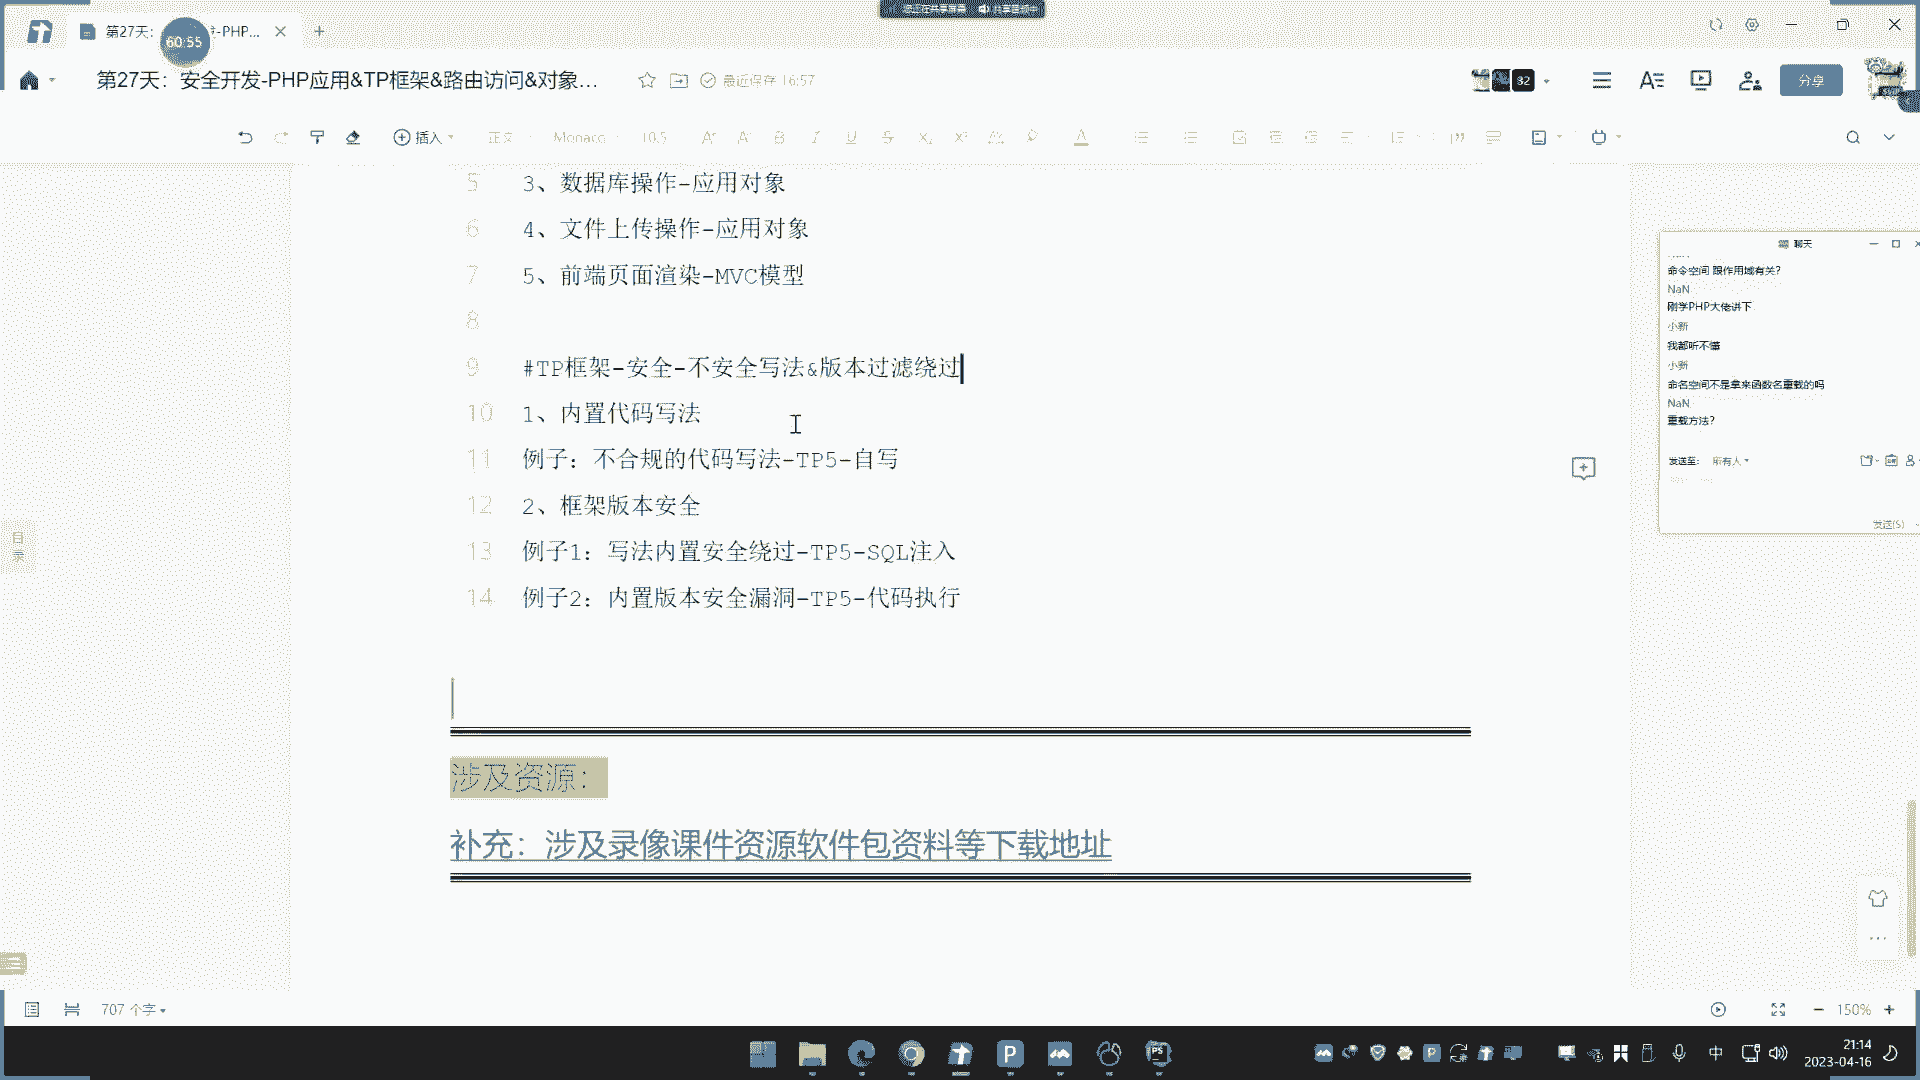 您正在共享屏幕
第27天: -PHP...
60:55
第27天：安全开发-PHP应用&TP框架&路由访问&对象...
最近保存 16:57
32
分享
插入
正文
Monaco
10.5
5 3、数据库操作-应用对象
6 4、文件上传操作-应用对象
7 5、前端页面渲染-MVC模型
8
9 #TP框架-安全-不安全写法&版本过滤绕过
10 1、内置代码写法
11 例子：不合规的代码写法-TP5-自写
12 2、框架版本安全
13 例子1：写法内置安全绕过-TP5-SQL注入
14 例子2：内置版本安全漏洞-TP5-代码执行
涉及资源：
补充：涉及录像课件资源软件包资料等下载地址
目录
聊天
命令空间 跟作用域有关?
NaN
刚学PHP大佬讲下
小新
我都听不懂
小新
命名空间不是拿来函数名重载的吗
NaN
重载方法?
发送至: 所有人
发送(S)
707 个字
150%
中
21:14
2023-04-16